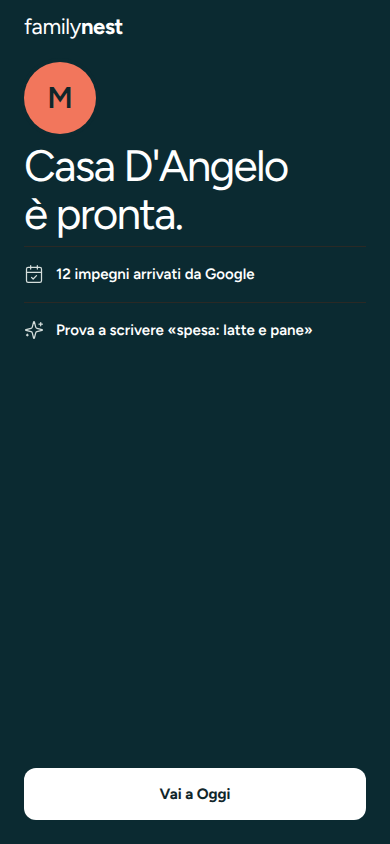 familynest
M
Casa D'Angelo
è pronta.
12 impegni arrivati da Google
Prova a scrivere «spesa: latte e pane»
Vai a Oggi